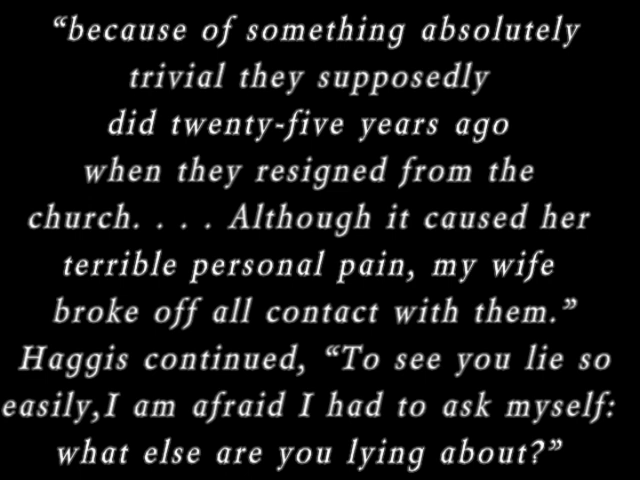 “because of something absolutely
trivial they supposedly
did twenty-five years ago
when they resigned from the
church. . . . Although it caused her
terrible personal pain, my wife
broke off all contact with them.”
Haggis continued, “To see you lie so
easily,I am afraid I had to ask myself:
what else are you lying about?”